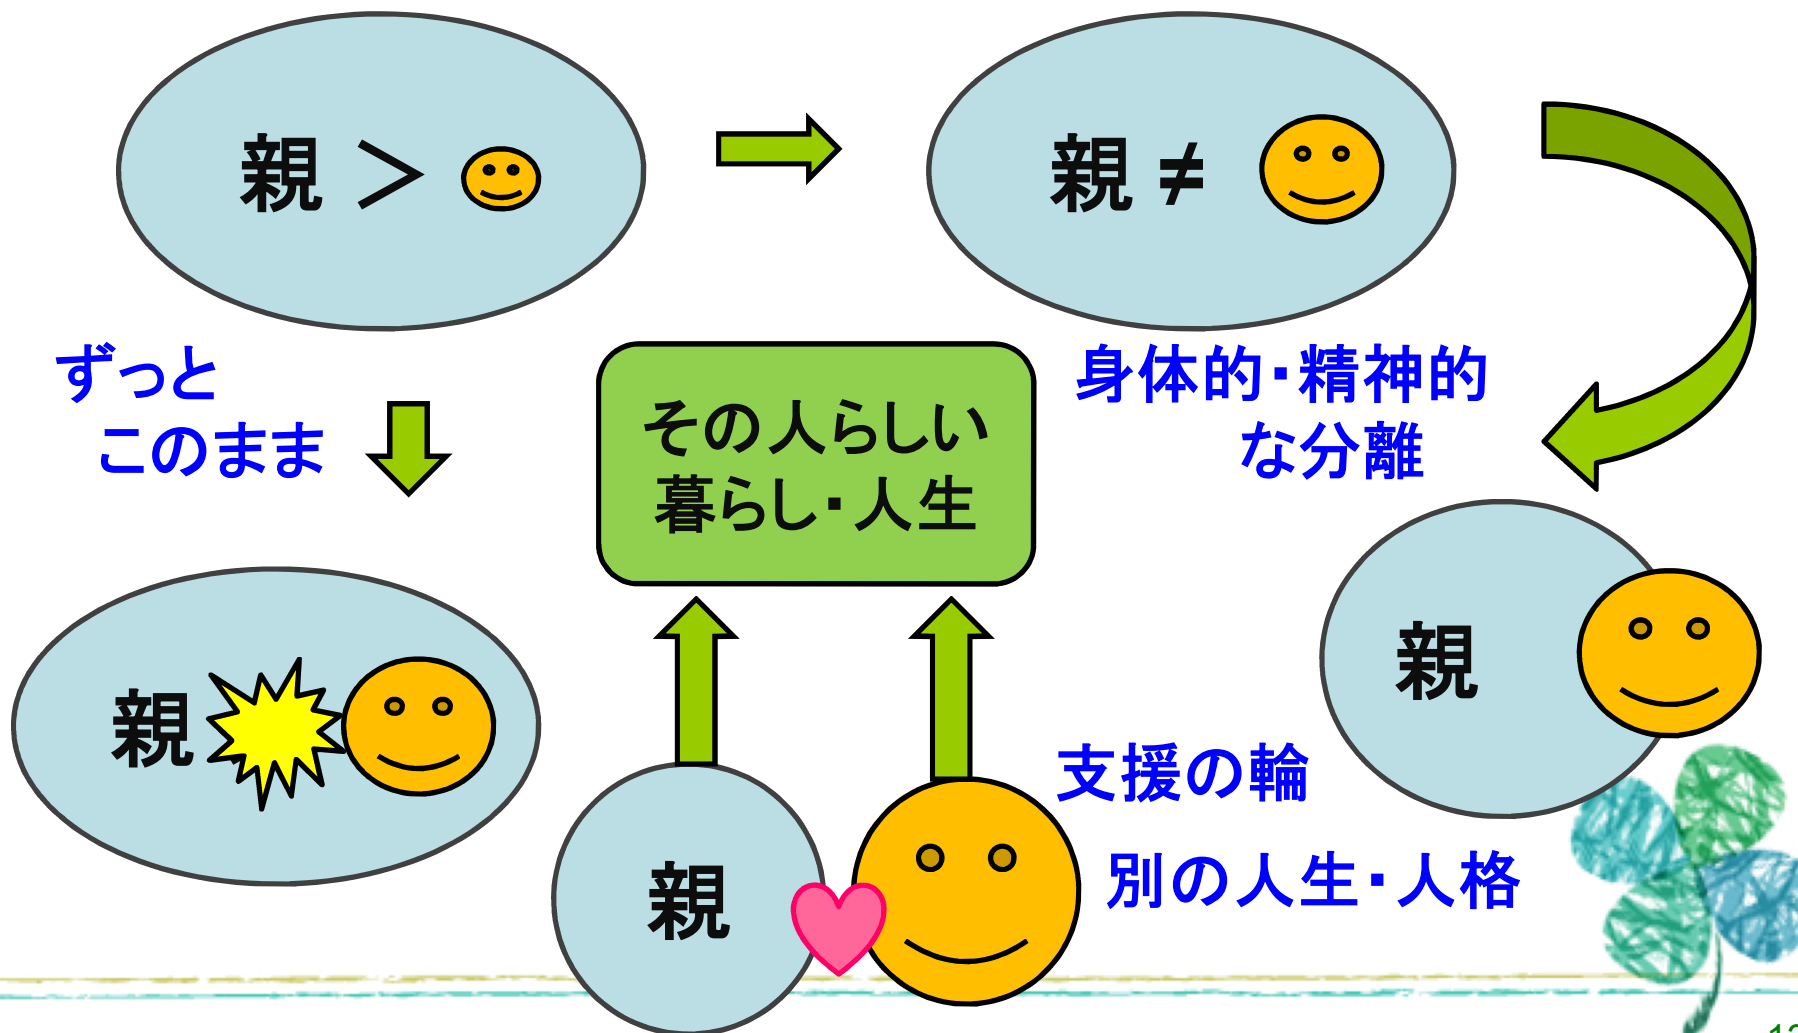 親 ＞
親 ≠
ずっと
このまま
その人らしい
暮らし・人生
身体的・精神的
な分離
親
親
親
支援の輪
別の人生・人格